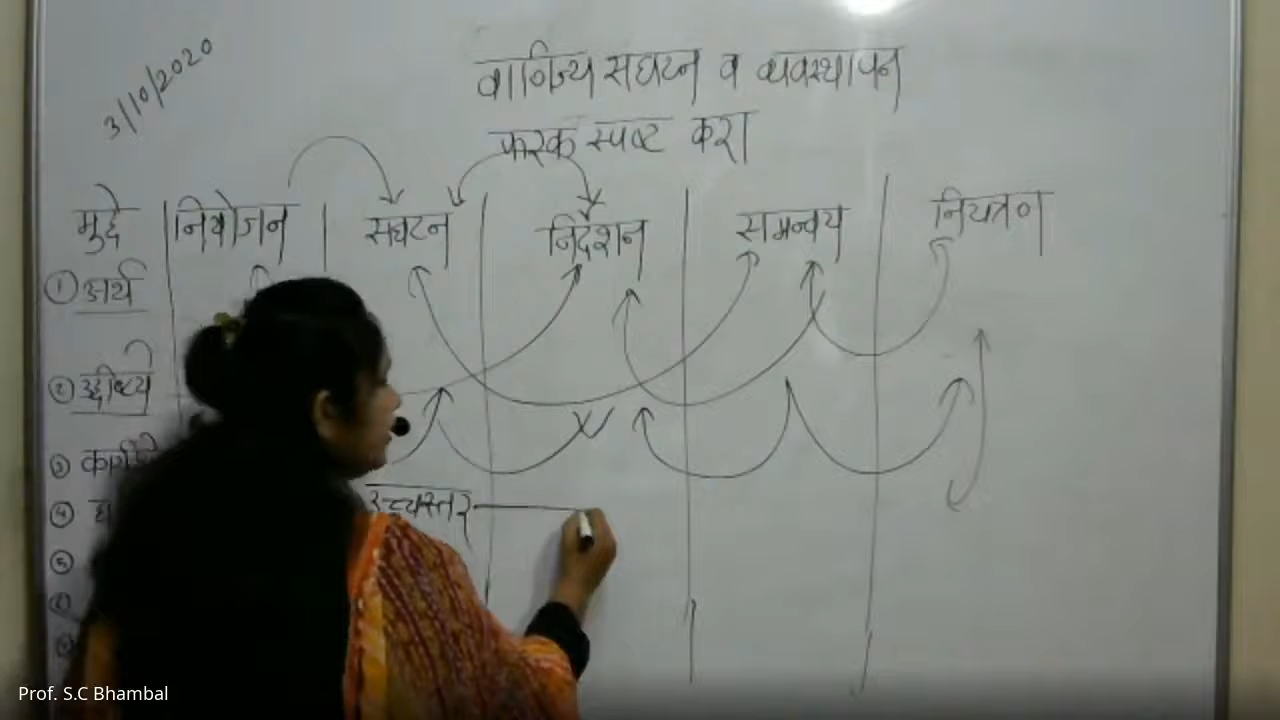 3/10/2020
वाणिज्य संघटन व व्यवस्थापन
फरक स्पष्ट करा
मुद्दे नियोजन संघटन निर्देशन समन्वय नियंत्रण
① अर्थ
② उद्दीष्ट्ये
③
④ उच्चस्तर
⑤
Prof. S.C Bhambal